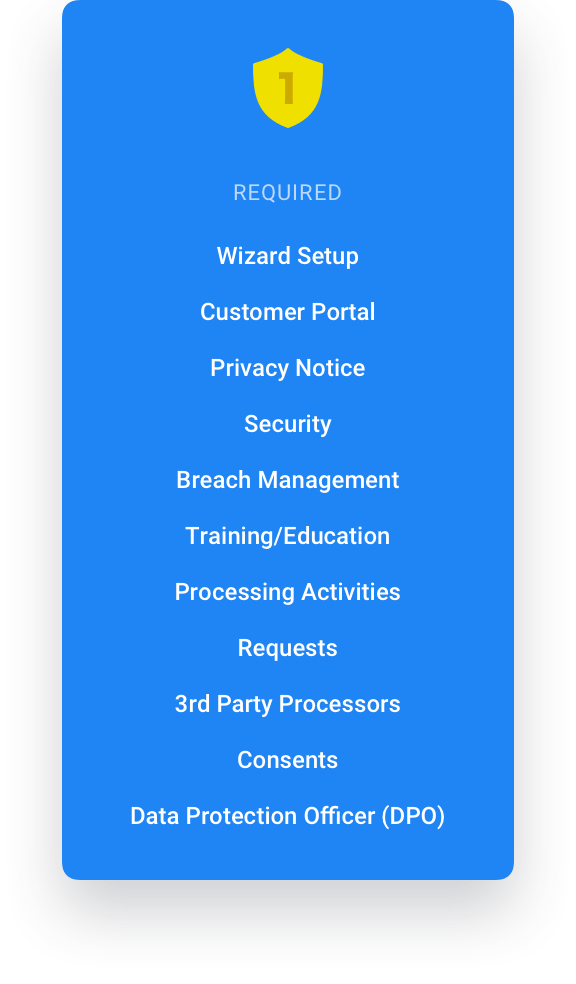 1
REQUIRED
Wizard Setup
Customer Portal
Privacy Notice
Security
Breach Management
Training/Education
Processing Activities
Requests
3rd Party Processors
Consents
Data Protection Officer (DPO)